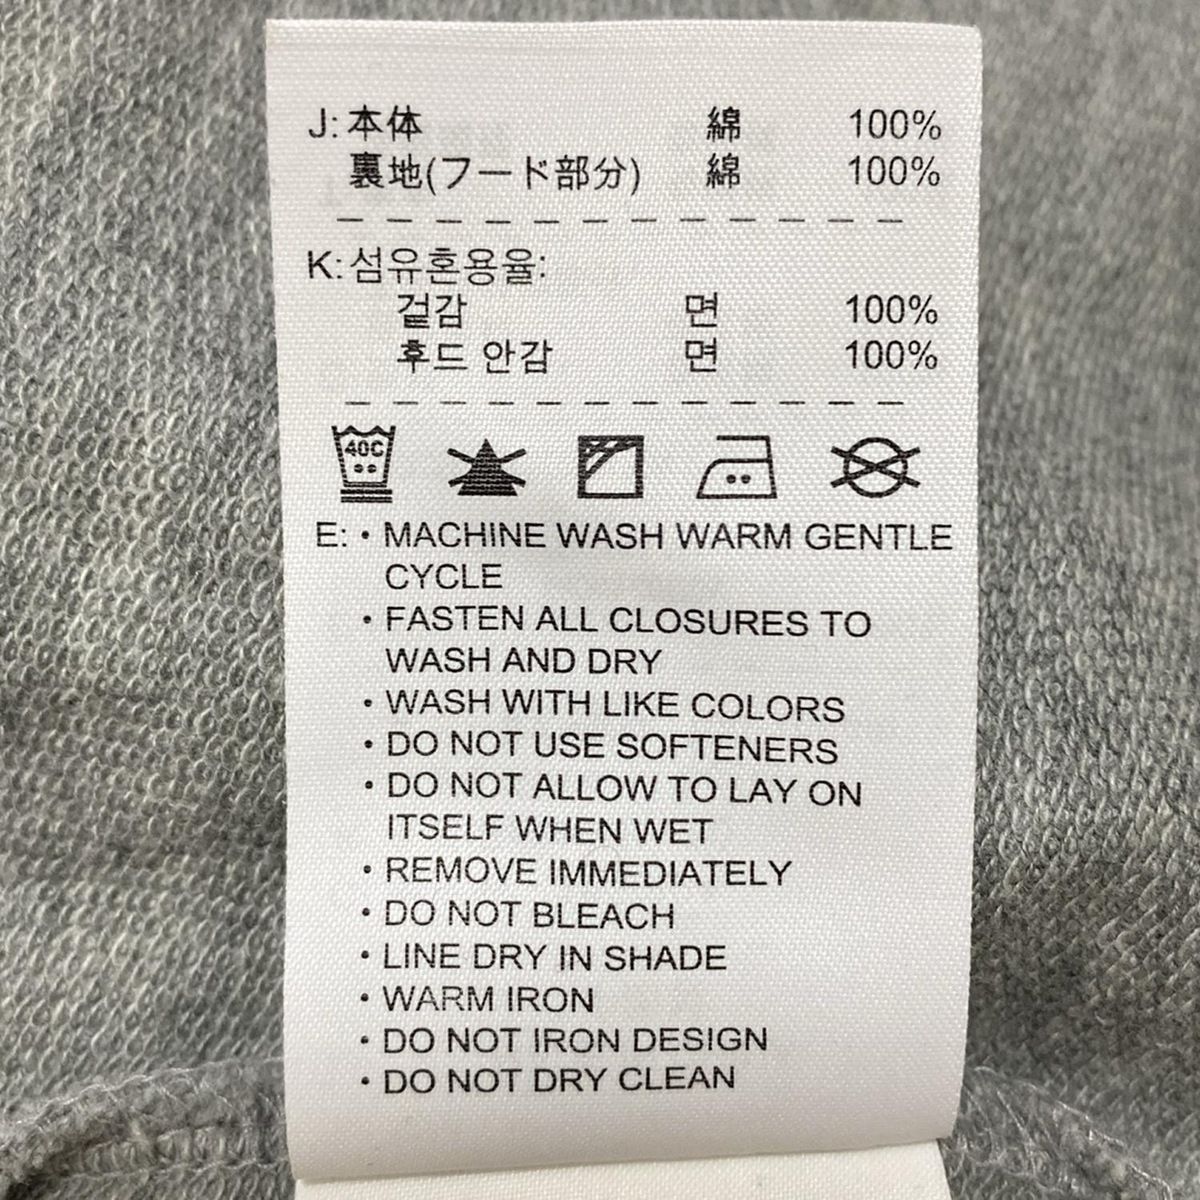 J: 本体 綿 100%
裏地(フード部分) 綿 100%
K: 섬유혼용율:
겉감 면 100%
후드 안감 면 100%
40C
E: • MACHINE WASH WARM GENTLE
CYCLE
• FASTEN ALL CLOSURES TO
WASH AND DRY
• WASH WITH LIKE COLORS
• DO NOT USE SOFTENERS
• DO NOT ALLOW TO LAY ON
ITSELF WHEN WET
• REMOVE IMMEDIATELY
• DO NOT BLEACH
• LINE DRY IN SHADE
• WARM IRON
• DO NOT IRON DESIGN
• DO NOT DRY CLEAN